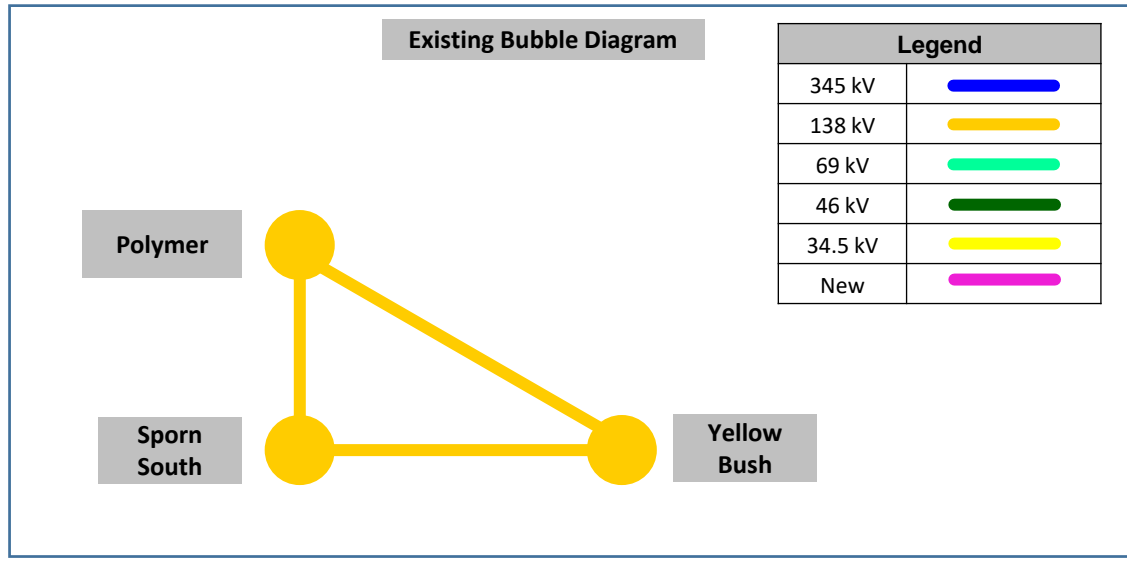 Existing Bubble Diagram
Legend
345 kV
138 kV
69 kV
46 kV
34.5 kV
New
Polymer
Sporn
South
Yellow
Bush